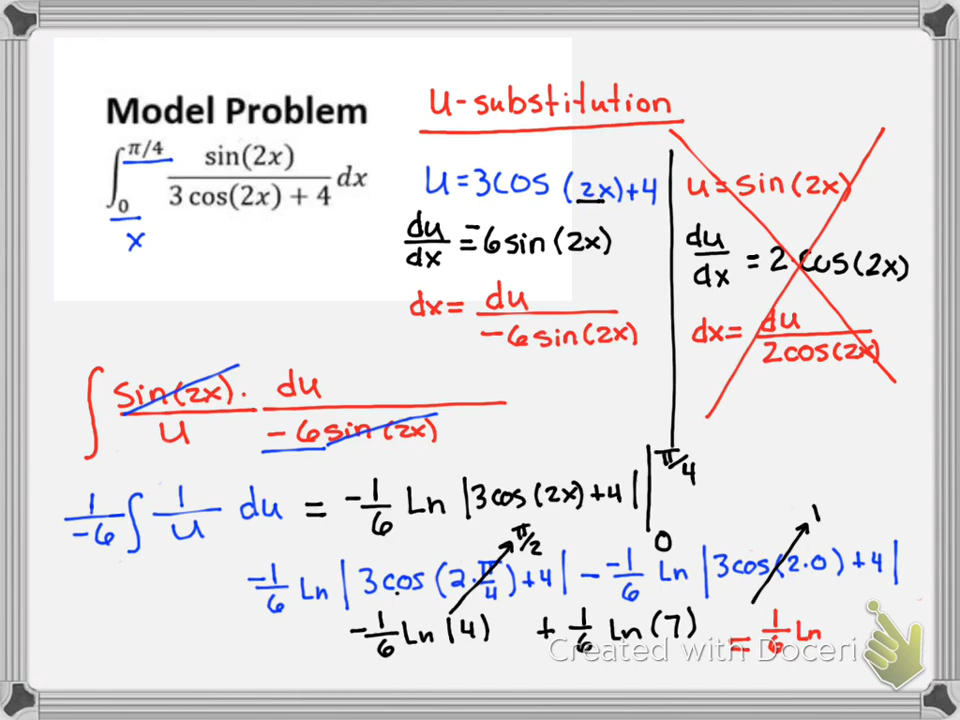 Model Problem
∫₀^π/4 sin(2x) / 3 cos(2x) + 4 dx
x
u-substitution
u = 3cos(2x)+4
du/dx = -6sin(2x)
dx = du / -6sin(2x)
u = sin(2x)
du/dx = 2·cos(2x)
dx = du / 2cos(2x)
∫ sin(2x)/u · du / -6sin(2x)
1/-6 ∫ 1/u du = -1/6 Ln |3cos(2x)+4| |₀^π/4
π/2
1
-1/6 Ln |3cos(2·π/4)+4| - -1/6 Ln |3cos(2·0)+4|
-1/6 Ln(4) + 1/6 Ln(7) = 1/6 Ln
Created with Doceri